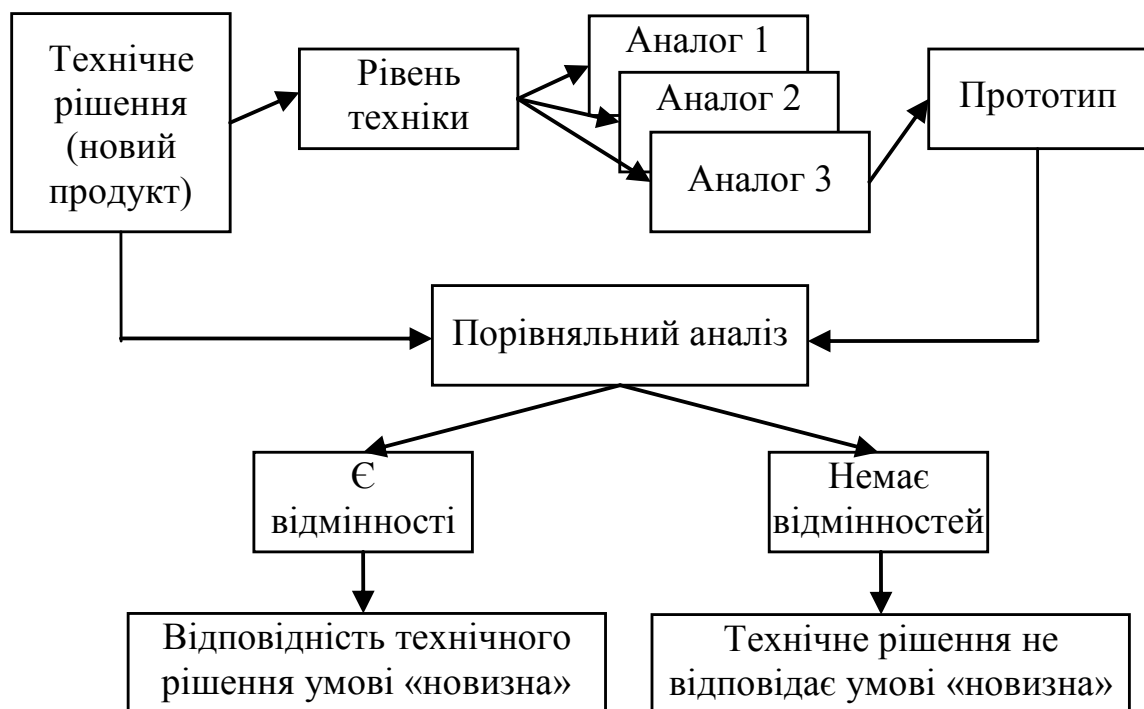 Технічне
рішення
(новий
продукт)
Рівень
техніки
Аналог 1
Аналог 2
Аналог 3
Прототип
Порівняльний аналіз
Є
відмінності
Немає
відмінностей
Відповідність технічного
рішення умові «новизна»
Технічне рішення не
відповідає умові «новизна»